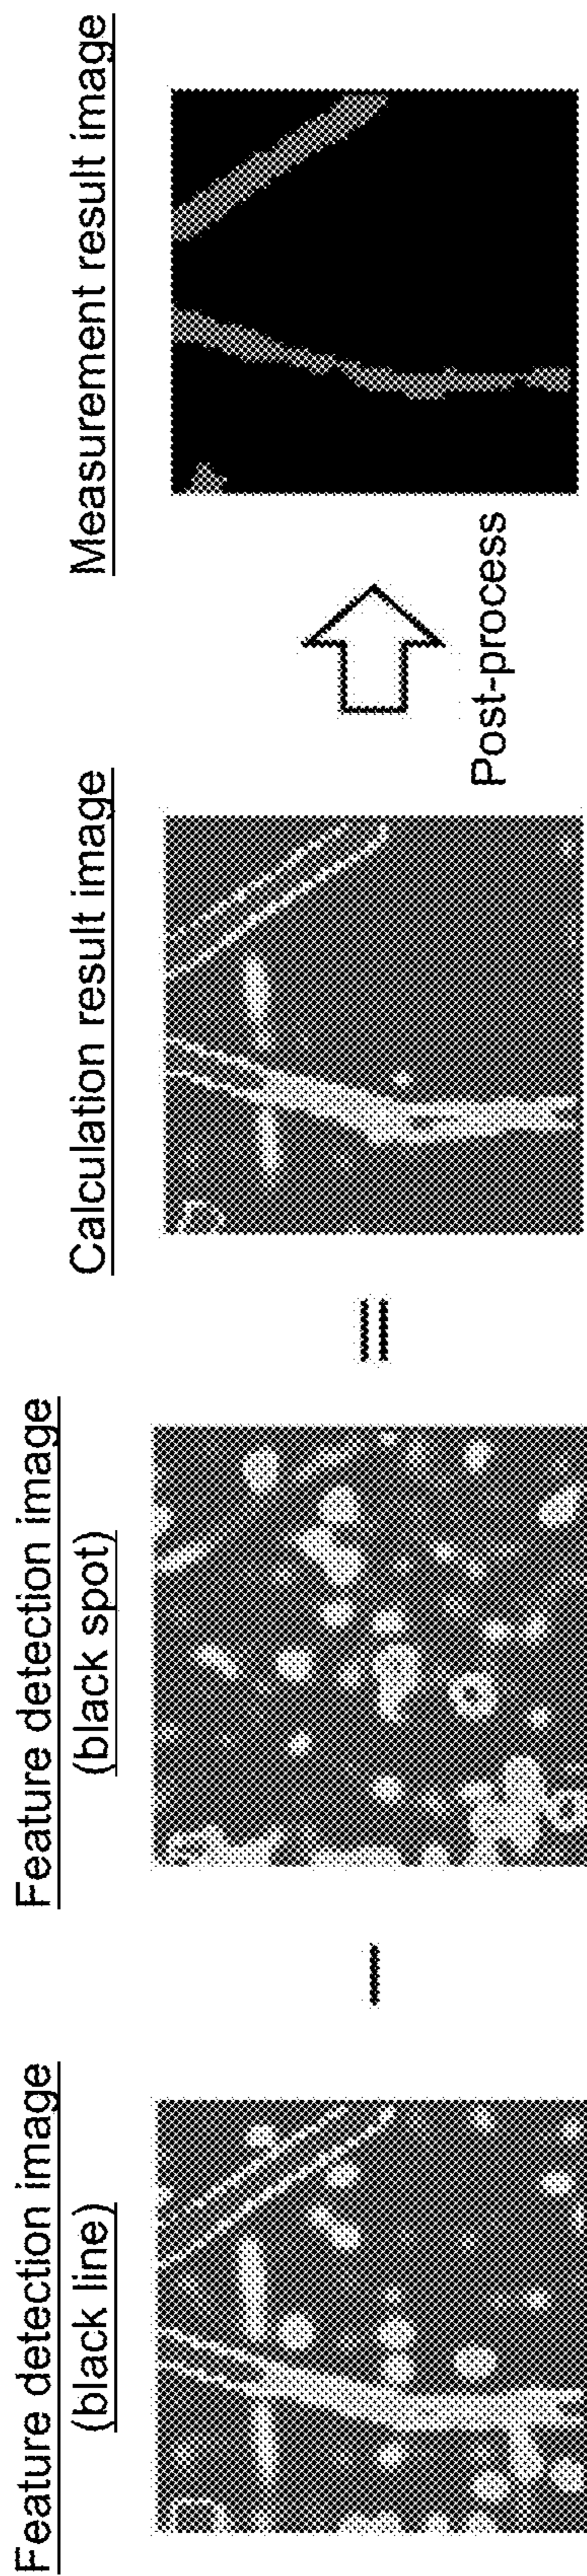 Feature detection image
(black line)
—
Feature detection image
(black spot)
=
Calculation result image
Post-process
Measurement result image